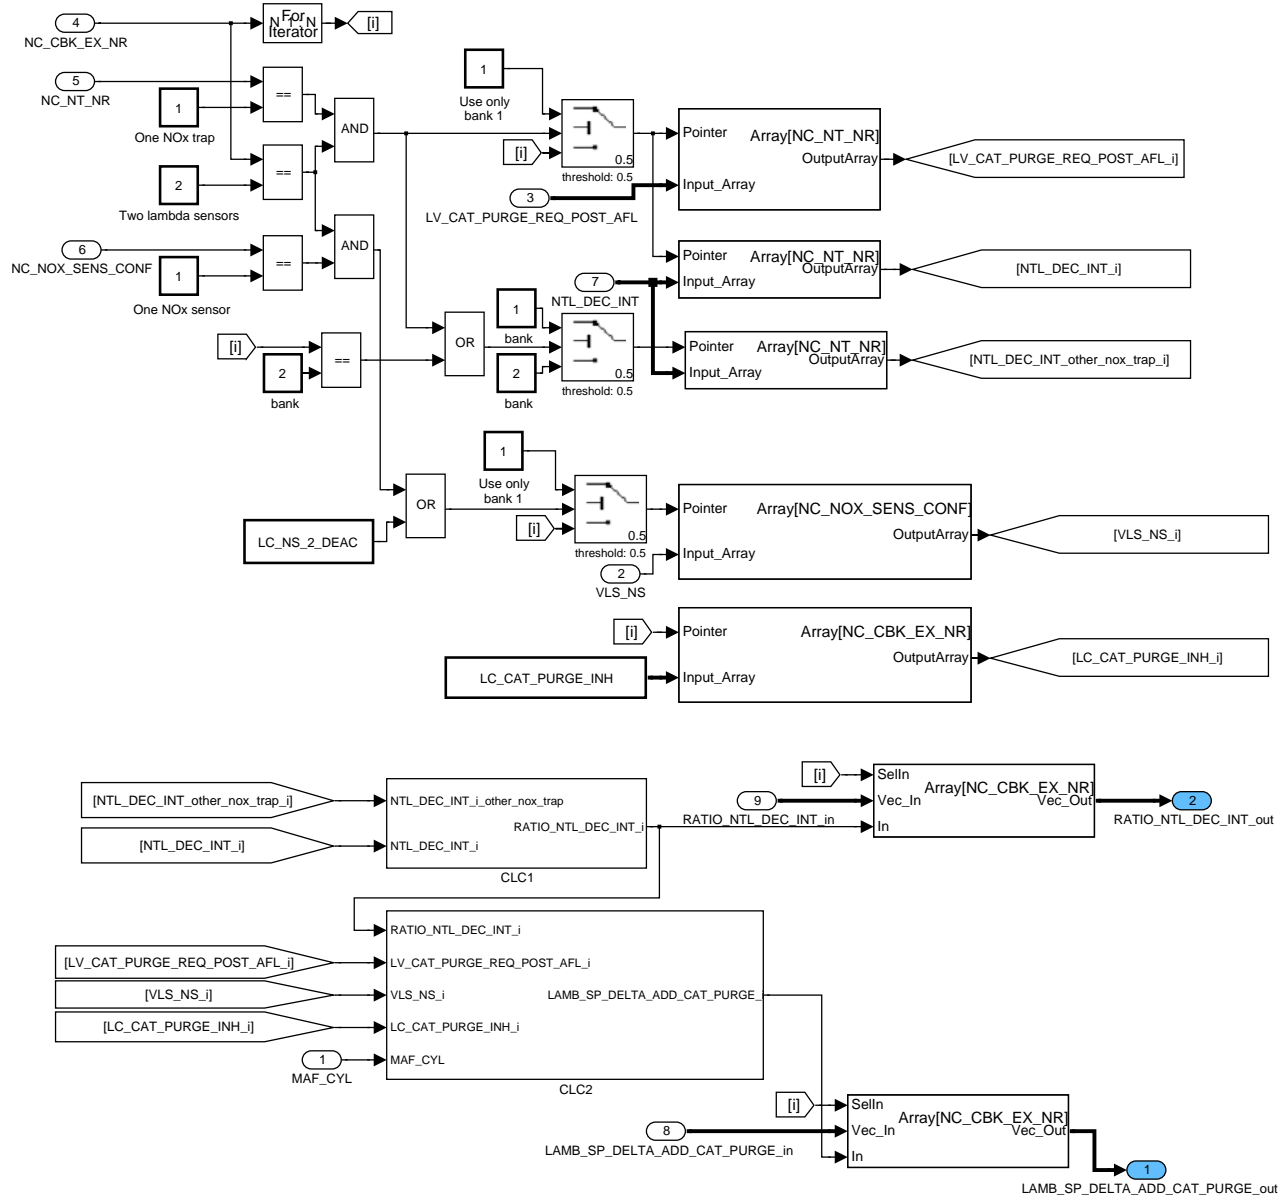 4
NC_CBK_EX_NR
For
N : N
Iterator
[i]
5
NC_NT_NR
1
One NOx trap
==
AND
2
Two lambda sensors
==
6
NC_NOX_SENS_CONF
1
One NOx sensor
==
AND
1
Use only
bank 1
[i]
0.5
threshold: 0.5
3
LV_CAT_PURGE_REQ_POST_AFL
Pointer
Array[NC_NT_NR]
OutputArray
Input_Array
[LV_CAT_PURGE_REQ_POST_AFL_i]
Pointer
Array[NC_NT_NR]
OutputArray
Input_Array
[NTL_DEC_INT_i]
7
NTL_DEC_INT
[i]
2
bank
==
OR
1
bank
2
bank
0.5
threshold: 0.5
Pointer
Array[NC_NT_NR]
OutputArray
Input_Array
[NTL_DEC_INT_other_nox_trap_i]
LC_NS_2_DEAC
OR
1
Use only
bank 1
[i]
0.5
threshold: 0.5
2
VLS_NS
Pointer
Array[NC_NOX_SENS_CONF]
OutputArray
Input_Array
[VLS_NS_i]
[i]
LC_CAT_PURGE_INH
Pointer
Array[NC_CBK_EX_NR]
OutputArray
Input_Array
[LC_CAT_PURGE_INH_i]
[NTL_DEC_INT_other_nox_trap_i]
[NTL_DEC_INT_i]
NTL_DEC_INT_i_other_nox_trap
RATIO_NTL_DEC_INT_i
NTL_DEC_INT_i
CLC1
[i]
9
RATIO_NTL_DEC_INT_in
SelIn
Array[NC_CBK_EX_NR]
Vec_In
Vec_Out
In
2
RATIO_NTL_DEC_INT_out
RATIO_NTL_DEC_INT_i
[LV_CAT_PURGE_REQ_POST_AFL_i]
LV_CAT_PURGE_REQ_POST_AFL_i
[VLS_NS_i]
VLS_NS_i
LAMB_SP_DELTA_ADD_CAT_PURGE_i
[LC_CAT_PURGE_INH_i]
LC_CAT_PURGE_INH_i
1
MAF_CYL
MAF_CYL
CLC2
[i]
8
LAMB_SP_DELTA_ADD_CAT_PURGE_in
SelIn
Array[NC_CBK_EX_NR]
Vec_In
Vec_Out
In
1
LAMB_SP_DELTA_ADD_CAT_PURGE_out